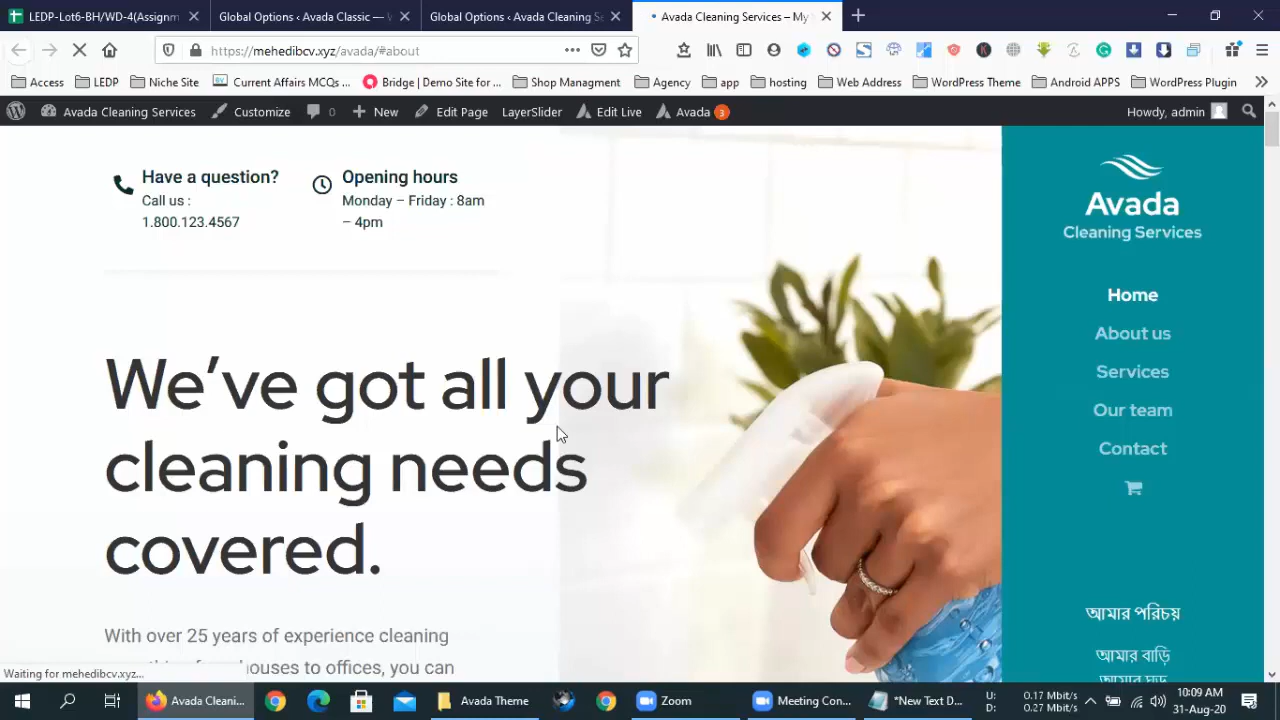 LEDP-Lot6-BH/WD-4(Assignm
Global Options ‹ Avada Classic — W
Global Options ‹ Avada Cleaning Se
Avada Cleaning Services – My
https://mehedibcv.xyz/avada/#about
Access
LEDP
Niche Site
Current Affairs MCQs ...
Bridge | Demo Site for ...
Shop Managment
Agency
app
hosting
Web Address
WordPress Theme
Android APPS
WordPress Plugin
Avada Cleaning Services
Customize
0
New
Edit Page
LayerSlider
Edit Live
Avada 3
Howdy, admin
Have a question?
Call us :
1.800.123.4567
Opening hours
Monday – Friday : 8am
– 4pm
We’ve got all your
cleaning needs
covered.
With over 25 years of experience cleaning
houses to offices, you can
Avada
Cleaning Services
Home
About us
Services
Our team
Contact
আমার পরিচয়
আমার বাড়ি
Waiting for mehedibcv.xyz...
Avada Cleani...
Avada Theme
Zoom
Meeting Con...
*New Text D...
U: 0.17 Mbit/s
D: 0.27 Mbit/s
10:09 AM
31-Aug-20